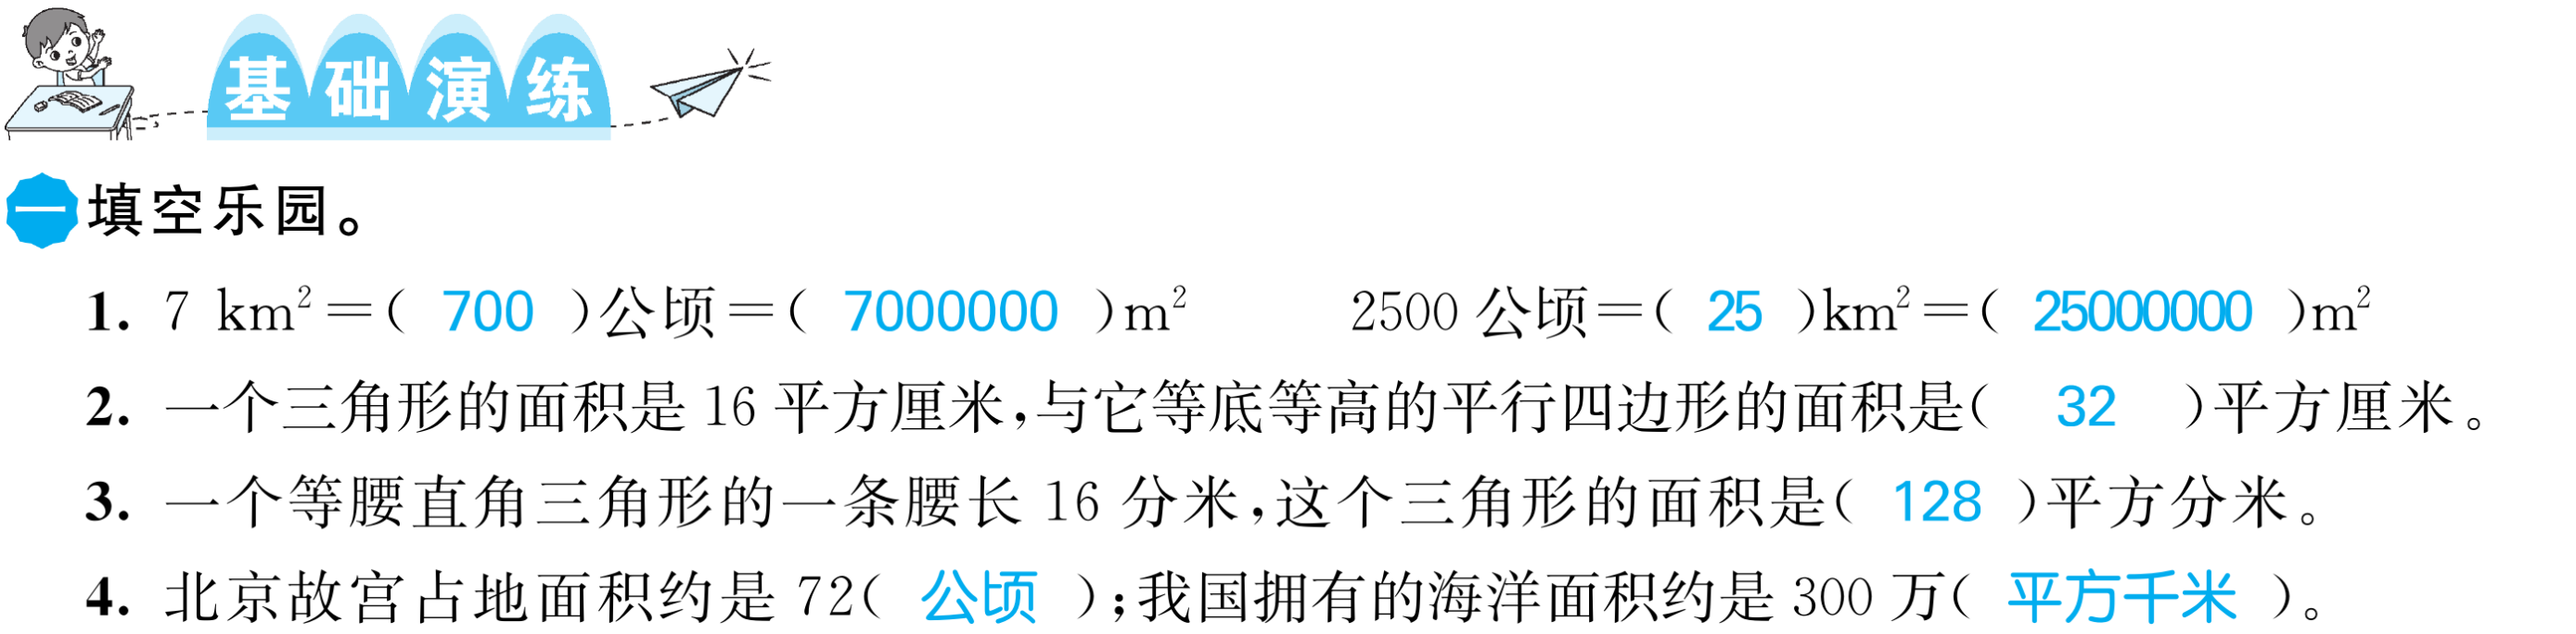 基础演练
一 填空乐园。
1. 7 km²=( 700 )公顷=( 7000000 )m² 2500 公顷=( 25 )km²=( 25000000 )m²
2. 一个三角形的面积是 16 平方厘米,与它等底等高的平行四边形的面积是( 32 )平方厘米。
3. 一个等腰直角三角形的一条腰长 16 分米,这个三角形的面积是( 128 )平方分米。
4. 北京故宫占地面积约是 72( 公顷 );我国拥有的海洋面积约是 300 万( 平方千米 )。